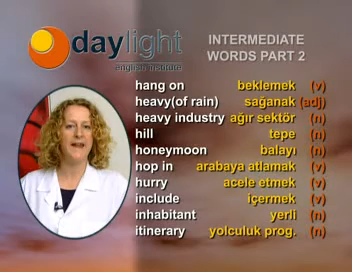 daylight
english institute
INTERMEDIATE
WORDS PART 2
hang on beklemek (v)
heavy(of rain) sağanak (adj)
heavy industry ağır sektör (n)
hill tepe (n)
honeymoon balayı (n)
hop in arabaya atlamak (v)
hurry acele etmek (v)
include içermek (v)
inhabitant yerli (n)
itinerary yolculuk prog. (n)